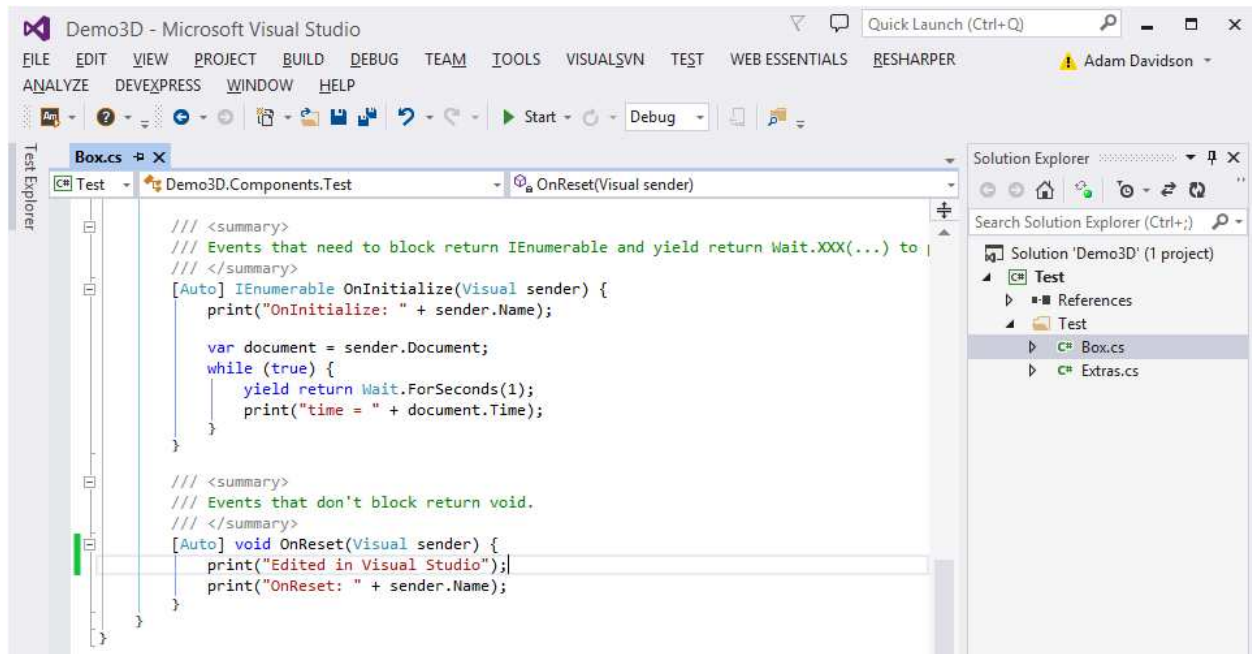 Demo3D - Microsoft Visual Studio
Quick Launch (Ctrl+Q)
FILE EDIT VIEW PROJECT BUILD DEBUG TEAM TOOLS VISUALSVN TEST WEB ESSENTIALS RESHARPER
Adam Davidson
ANALYZE DEVEXPRESS WINDOW HELP
Am
Start
Debug
Test Explorer
Box.cs
C# Test
Demo3D.Components.Test
OnReset(Visual sender)
/// <summary>
/// Events that need to block return IEnumerable and yield return Wait.XXX(...) to
/// </summary>
[Auto] IEnumerable OnInitialize(Visual sender) {
print("OnInitialize: " + sender.Name);
var document = sender.Document;
while (true) {
yield return Wait.ForSeconds(1);
print("time = " + document.Time);
}
}
/// <summary>
/// Events that don't block return void.
/// </summary>
[Auto] void OnReset(Visual sender) {
print("Edited in Visual Studio");
print("OnReset: " + sender.Name);
}
}
}
Solution Explorer
Search Solution Explorer (Ctrl+;)
Solution 'Demo3D' (1 project)
C# Test
References
Test
C# Box.cs
C# Extras.cs